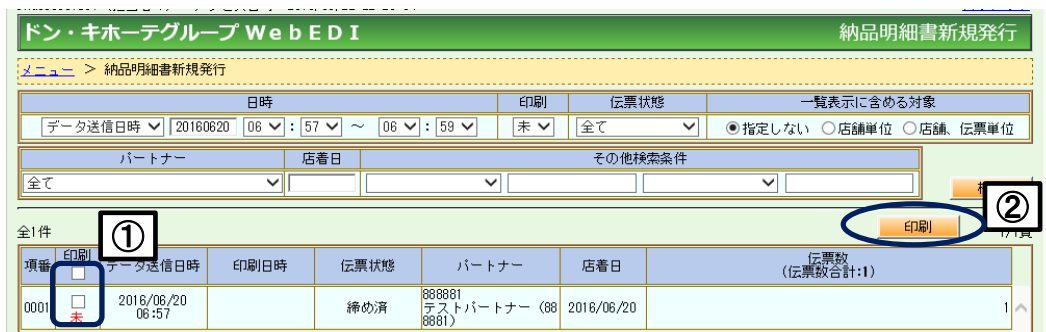 ドン・キホーテグループ WebEDI 納品明細書新規発行
メニュー > 納品明細書新規発行
日時 印刷 伝票状態 一覧表示に含める対象
データ送信日時 20160620 06 : 57 ～ 06 : 59 未 全て 指定しない 店舗単位 店舗、伝票単位
パートナー 店着日 その他検索条件
全て
② 印刷
全1件 ①
項番 印刷 データ送信日時 印刷日時 伝票状態 パートナー 店着日 伝票数
(伝票数合計:1)
0001 未 2016/06/20
06:57 締め済 888881
テストパートナー（88
8881） 2016/06/20 1